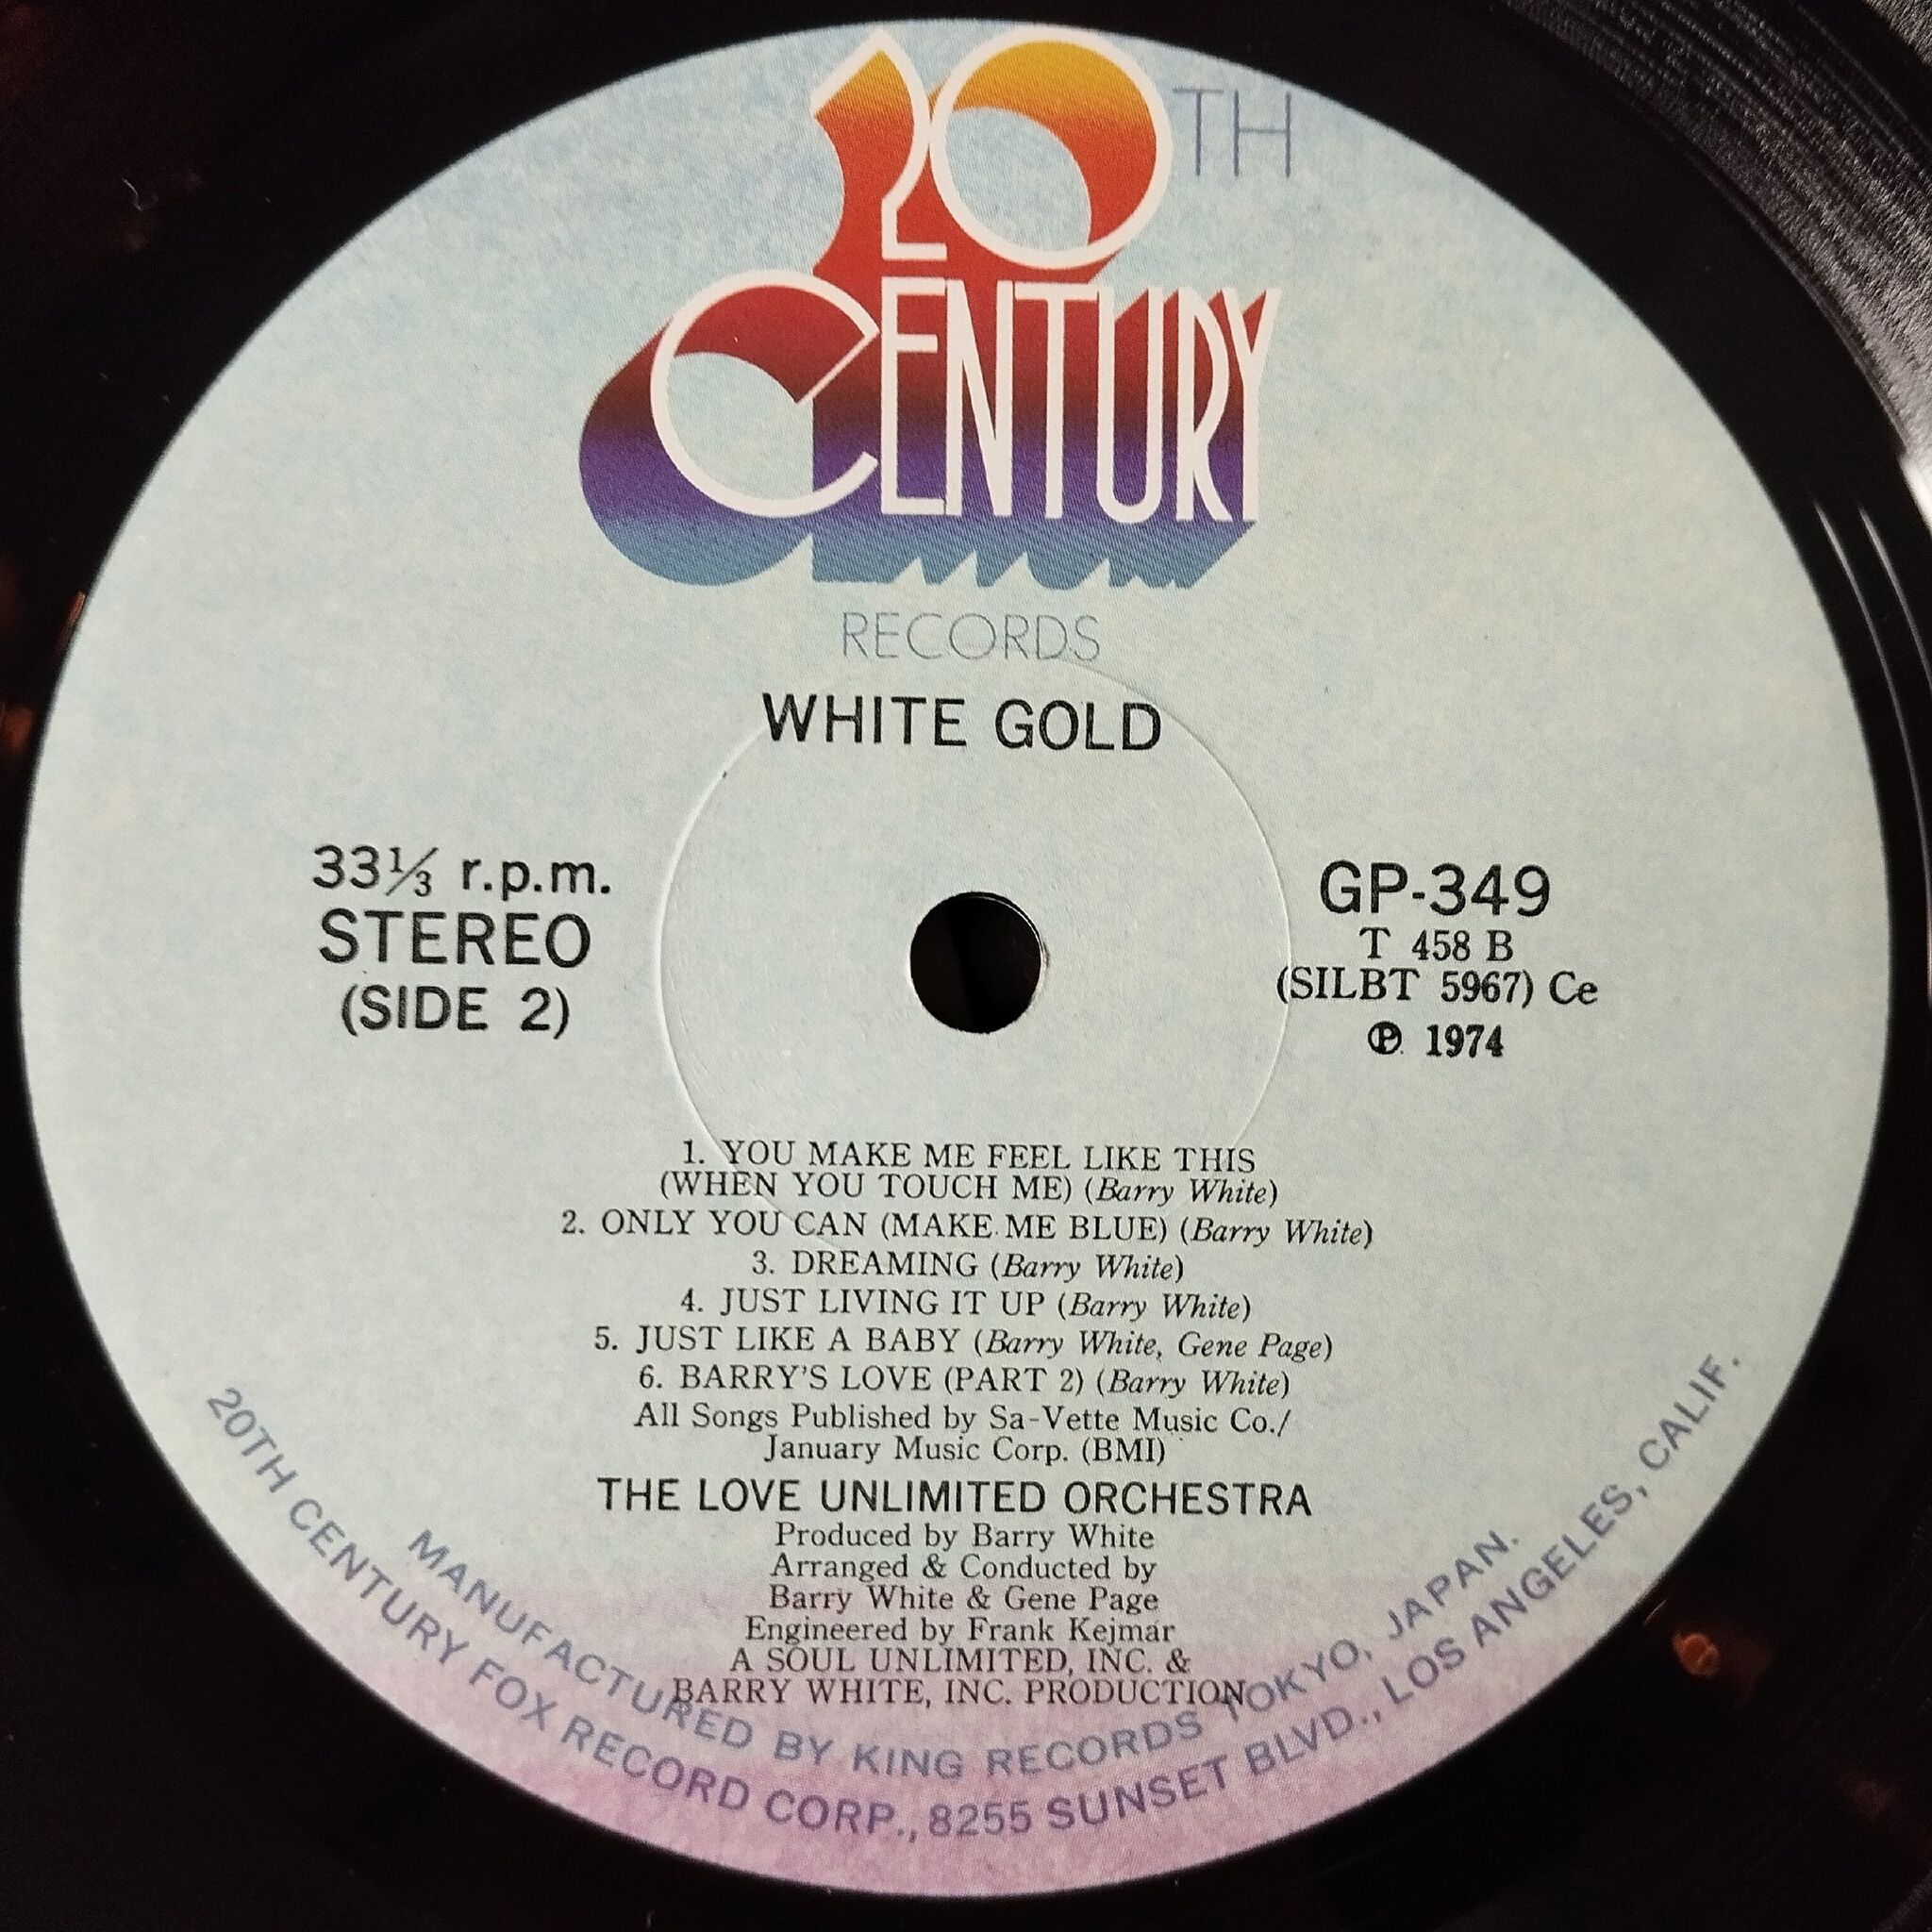 20TH
CENTURY
RECORDS
WHITE GOLD
33⅓ r.p.m.
STEREO
(SIDE 2)
GP-349
T 458 B
(SILBT 5967) Ce
℗ 1974
1. YOU MAKE ME FEEL LIKE THIS
(WHEN YOU TOUCH ME) (Barry White)
2. ONLY YOU CAN (MAKE ME BLUE) (Barry White)
3. DREAMING (Barry White)
4. JUST LIVING IT UP (Barry White)
5. JUST LIKE A BABY (Barry White, Gene Page)
6. BARRY'S LOVE (PART 2) (Barry White)
All Songs Published by Sa-Vette Music Co./
January Music Corp. (BMI)
THE LOVE UNLIMITED ORCHESTRA
Produced by Barry White
Arranged & Conducted by
Barry White & Gene Page
Engineered by Frank Kejmar
A SOUL UNLIMITED, INC. &
BARRY WHITE, INC. PRODUCTION
MANUFACTURED BY KING RECORDS TOKYO, JAPAN.
20TH CENTURY FOX RECORD CORP., 8255 SUNSET BLVD., LOS ANGELES, CALIF.